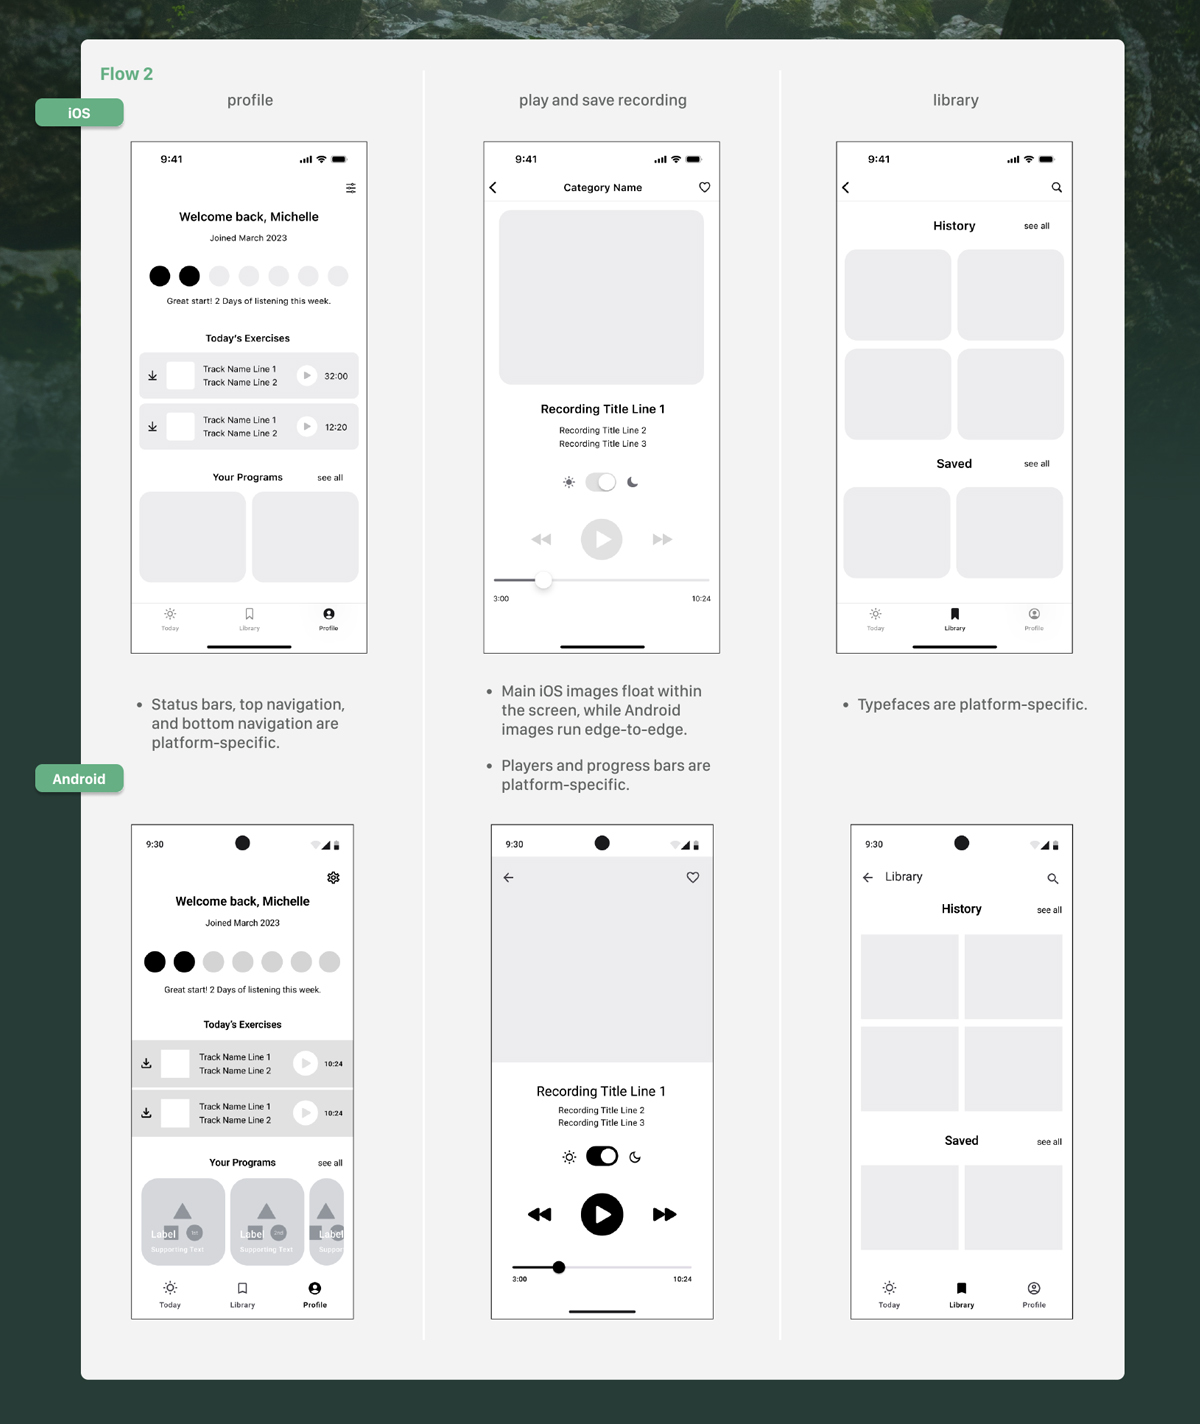 Flow 2
iOS
profile
play and save recording
library
9:41
Welcome back, Michelle
Joined March 2023
Great start! 2 Days of listening this week.
Today's Exercises
Track Name Line 1
Track Name Line 2
32:00
Track Name Line 1
Track Name Line 2
12:20
Your Programs
see all
Today
Library
Profile
9:41
Category Name
Recording Title Line 1
Recording Title Line 2
Recording Title Line 3
3:00
10:24
9:41
History
see all
Saved
see all
Today
Library
Profile
Status bars, top navigation,
and bottom navigation are
platform-specific.
Main iOS images float within
the screen, while Android
images run edge-to-edge.
Players and progress bars are
platform-specific.
Typefaces are platform-specific.
Android
9:30
Welcome back, Michelle
Joined March 2023
Great start! 2 Days of listening this week.
Today's Exercises
Track Name Line 1
Track Name Line 2
10:24
Track Name Line 1
Track Name Line 2
10:24
Your Programs
see all
Label
Supporting Text
Label
Supporting Text
Label
Suppor
Today
Library
Profile
9:30
Recording Title Line 1
Recording Title Line 2
Recording Title Line 3
3:00
10:24
9:30
Library
History
see all
Saved
see all
Today
Library
Profile